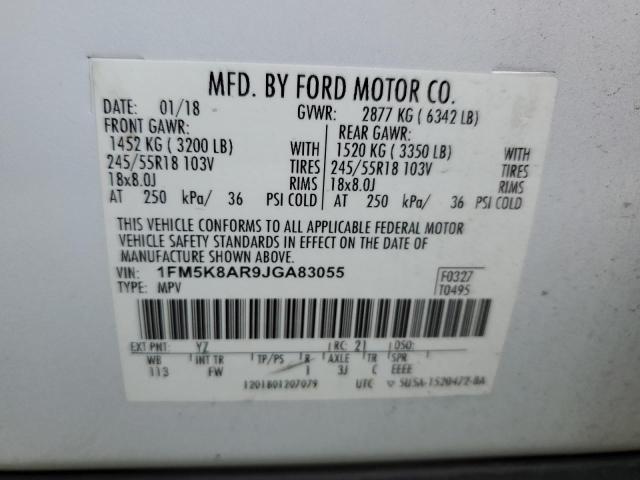 MFD. BY FORD MOTOR CO.
DATE: 01/18 GVWR: 2877 KG ( 6342 LB)
FRONT GAWR: REAR GAWR:
1452 KG ( 3200 LB) WITH 1520 KG ( 3350 LB) WITH
245/55R18 103V TIRES 245/55R18 103V TIRES
18x8.0J RIMS 18x8.0J RIMS
AT 250 kPa/ 36 PSI COLD AT 250 kPa/ 36 PSI COLD
THIS VEHICLE CONFORMS TO ALL APPLICABLE FEDERAL MOTOR
VEHICLE SAFETY STANDARDS IN EFFECT ON THE DATE OF
MANUFACTURE SHOWN ABOVE.
VIN: 1FM5K8AR9JGA83055 F0327
TYPE: MPV T0495
EXT PNT: YZ RC: 21 DSO:
WB INT TR TP/PS R AXLE TR SPR
113 FW I 3J C EEEE
1201801207079 UTC 5U5A-1520472-BA